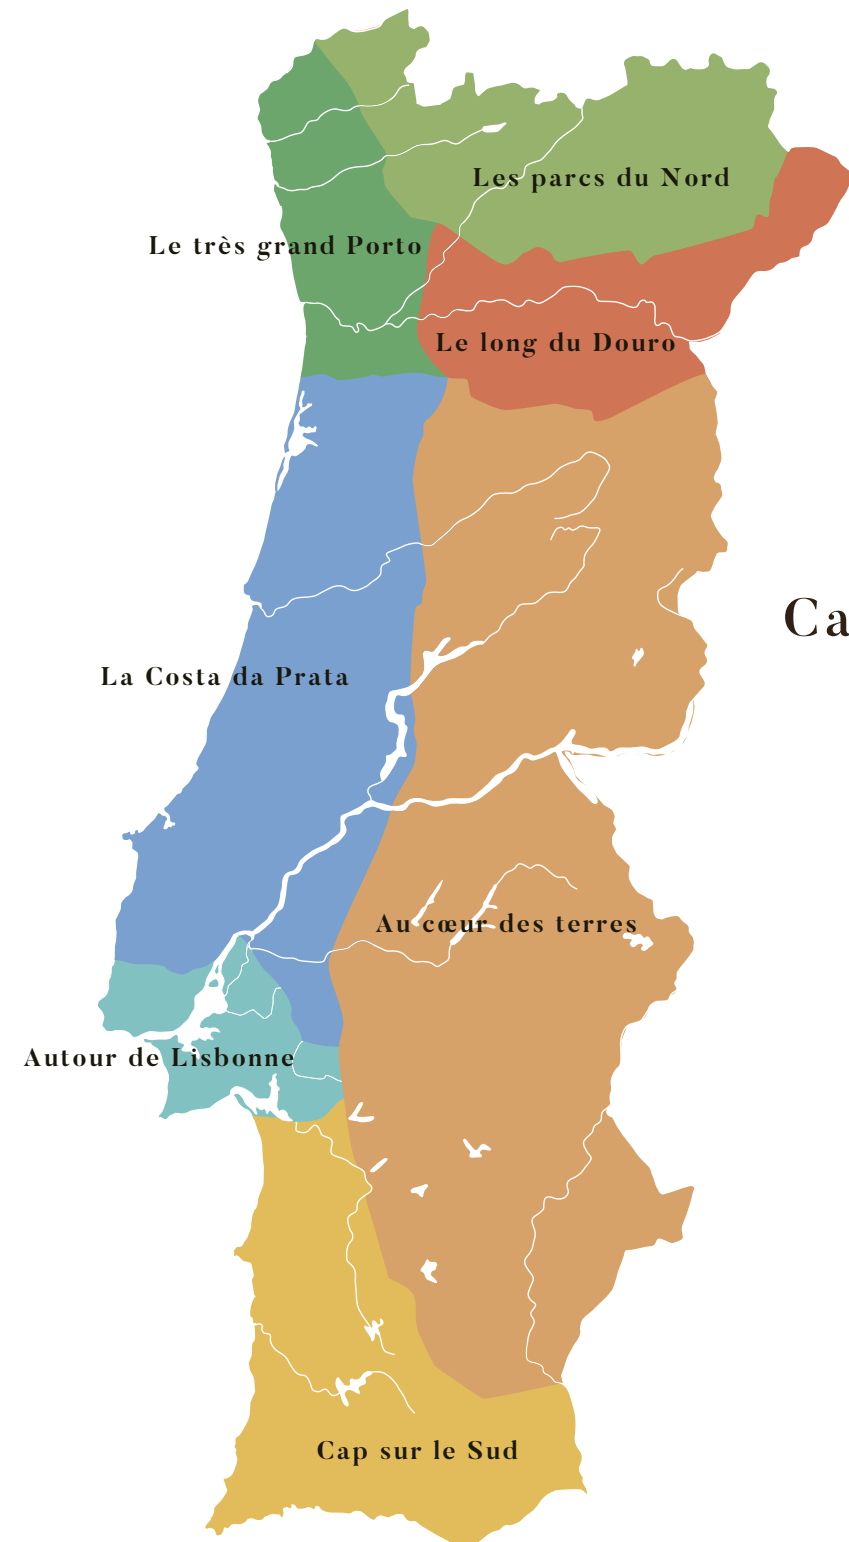 Les parcs du Nord
Le très grand Porto
Le long du Douro
Ca
La Costa da Prata
Au cœur des terres
Autour de Lisbonne
Cap sur le Sud